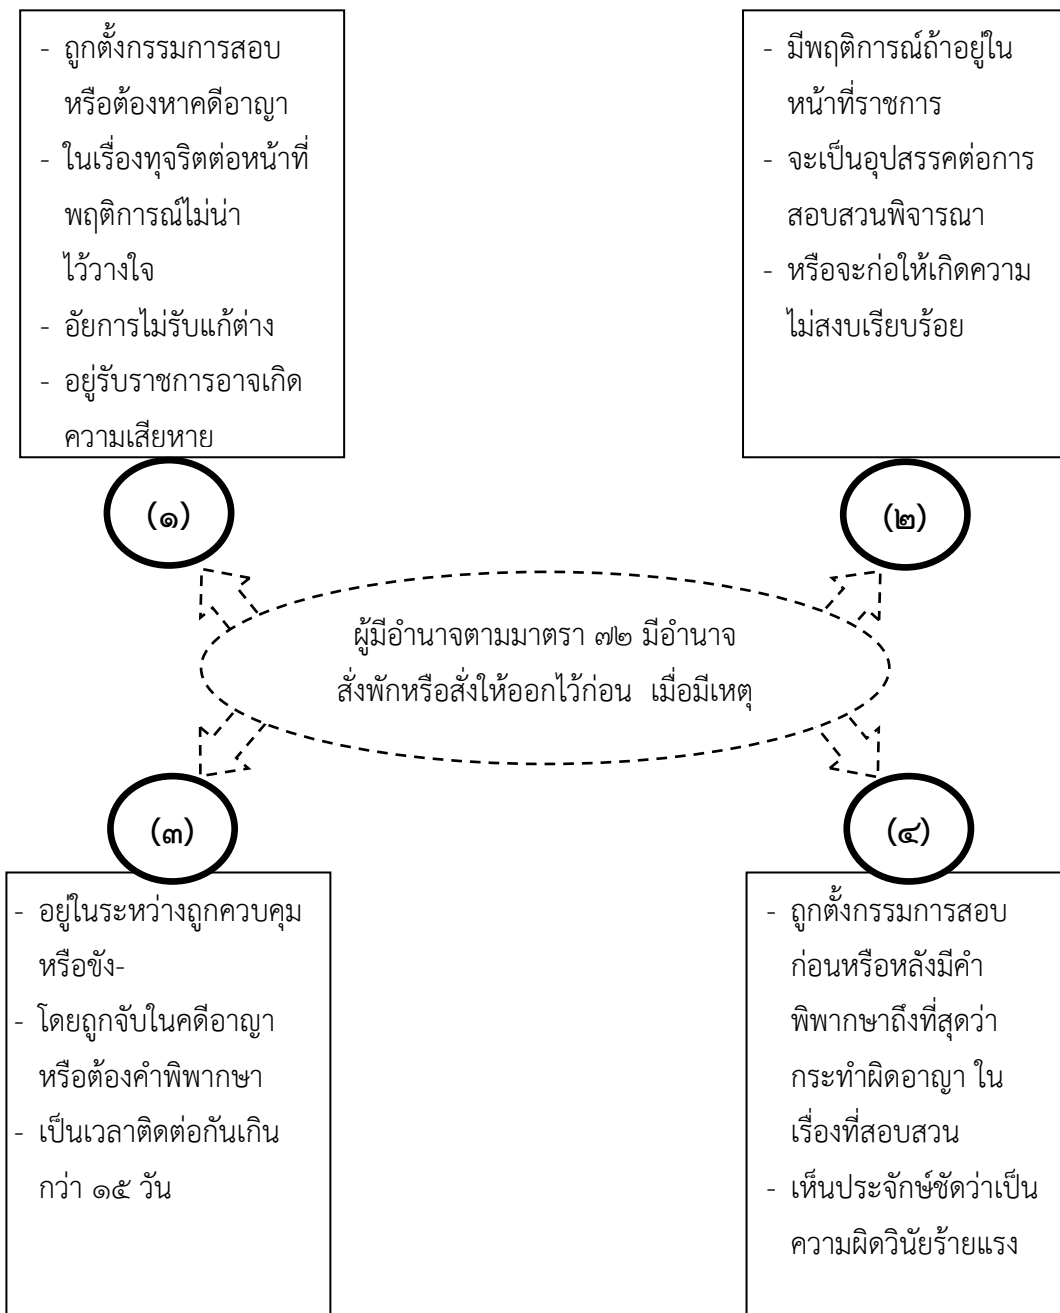 - ถูกตั้งกรรมการสอบ
หรือต้องหาคดีอาญา
- ในเรื่องทุจริตต่อหน้าที่
พฤติการณ์ไม่น่า
ไว้วางใจ
- อัยการไม่รับแก้ต่าง
- อยู่รับราชการอาจเกิด
ความเสียหาย
(๑)
- มีพฤติการณ์ถ้าอยู่ใน
หน้าที่ราชการ
- จะเป็นอุปสรรคต่อการ
สอบสวนพิจารณา
- หรือจะก่อให้เกิดความ
ไม่สงบเรียบร้อย
(๒)
ผู้มีอำนาจตามมาตรา ๗๒ มีอำนาจ
สั่งพักหรือสั่งให้ออกไว้ก่อน เมื่อมีเหตุ
(๓)
- อยู่ในระหว่างถูกควบคุม
หรือขัง-
- โดยถูกจับในคดีอาญา
หรือต้องคำพิพากษา
- เป็นเวลาติดต่อกันเกิน
กว่า ๑๕ วัน
(๔)
- ถูกตั้งกรรมการสอบ
ก่อนหรือหลังมีคำ
พิพากษาถึงที่สุดว่า
กระทำผิดอาญา ใน
เรื่องที่สอบสวน
- เห็นประจักษ์ชัดว่าเป็น
ความผิดวินัยร้ายแรง